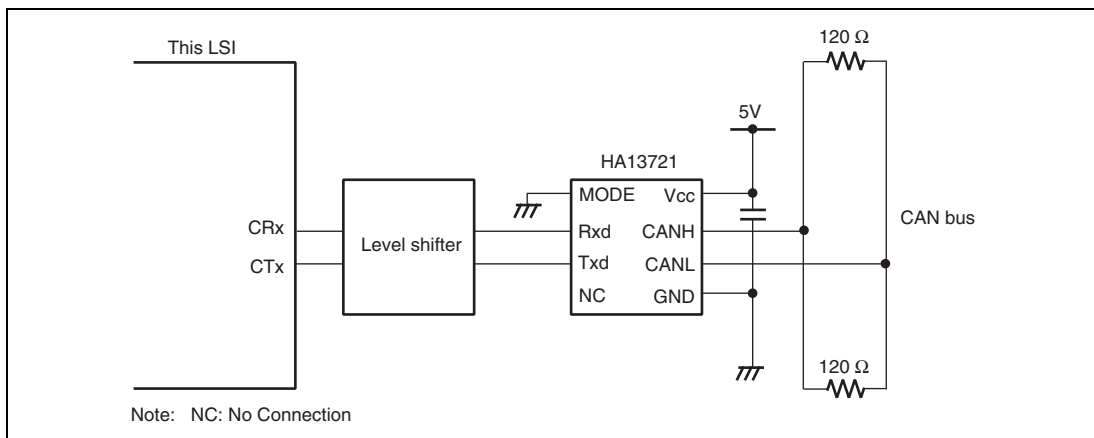 This LSI
120 Ω
5V
HA13721
MODE
Vcc
CRx
Level shifter
Rxd
CANH
CAN bus
CTx
Txd
CANL
NC
GND
120 Ω
Note: NC: No Connection